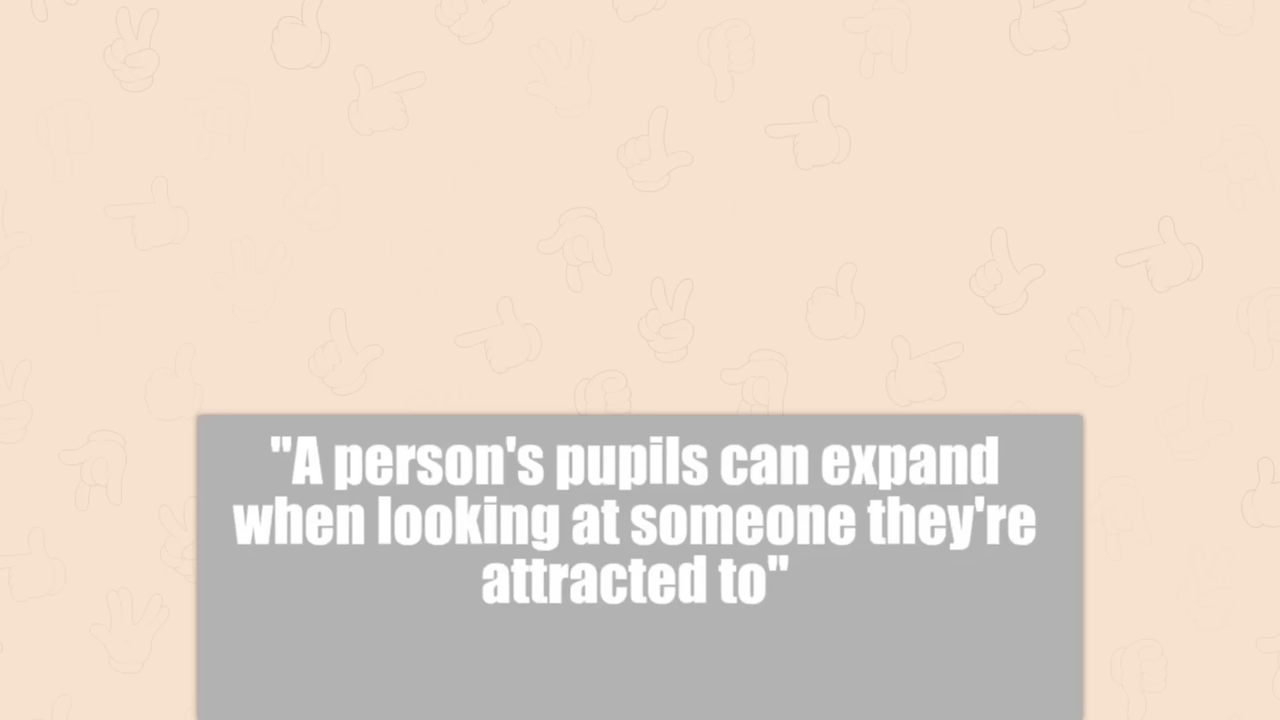 "A person's pupils can expand
when looking at someone they're
attracted to"